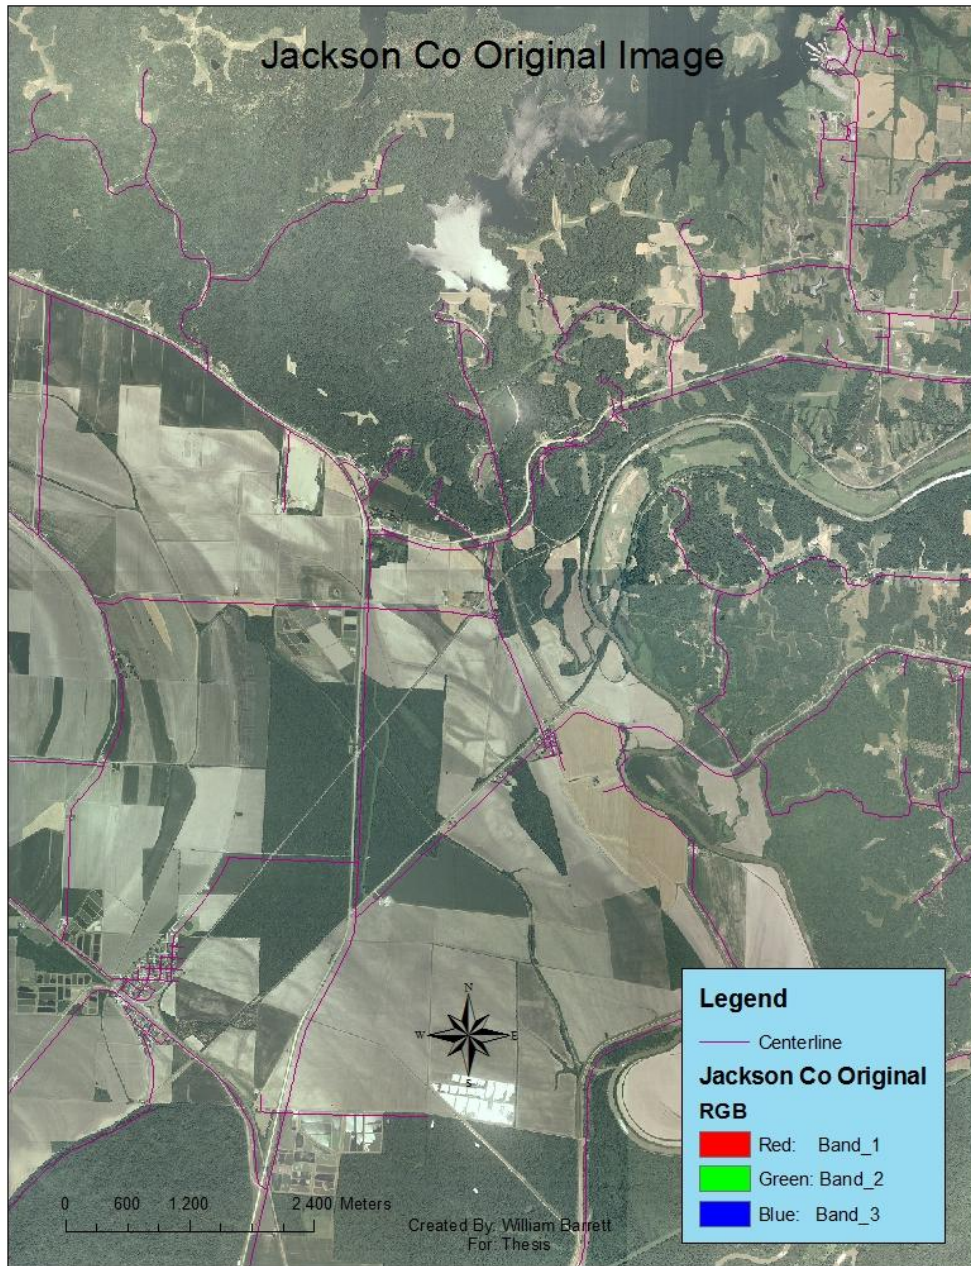 Jackson Co Original Image
N
W
E
S
Legend
Centerline
Jackson Co Original
RGB
Red: Band_1
Green: Band_2
Blue: Band_3
0 600 1.200 2.400 Meters
Created By: William Barrett
For: Thesis